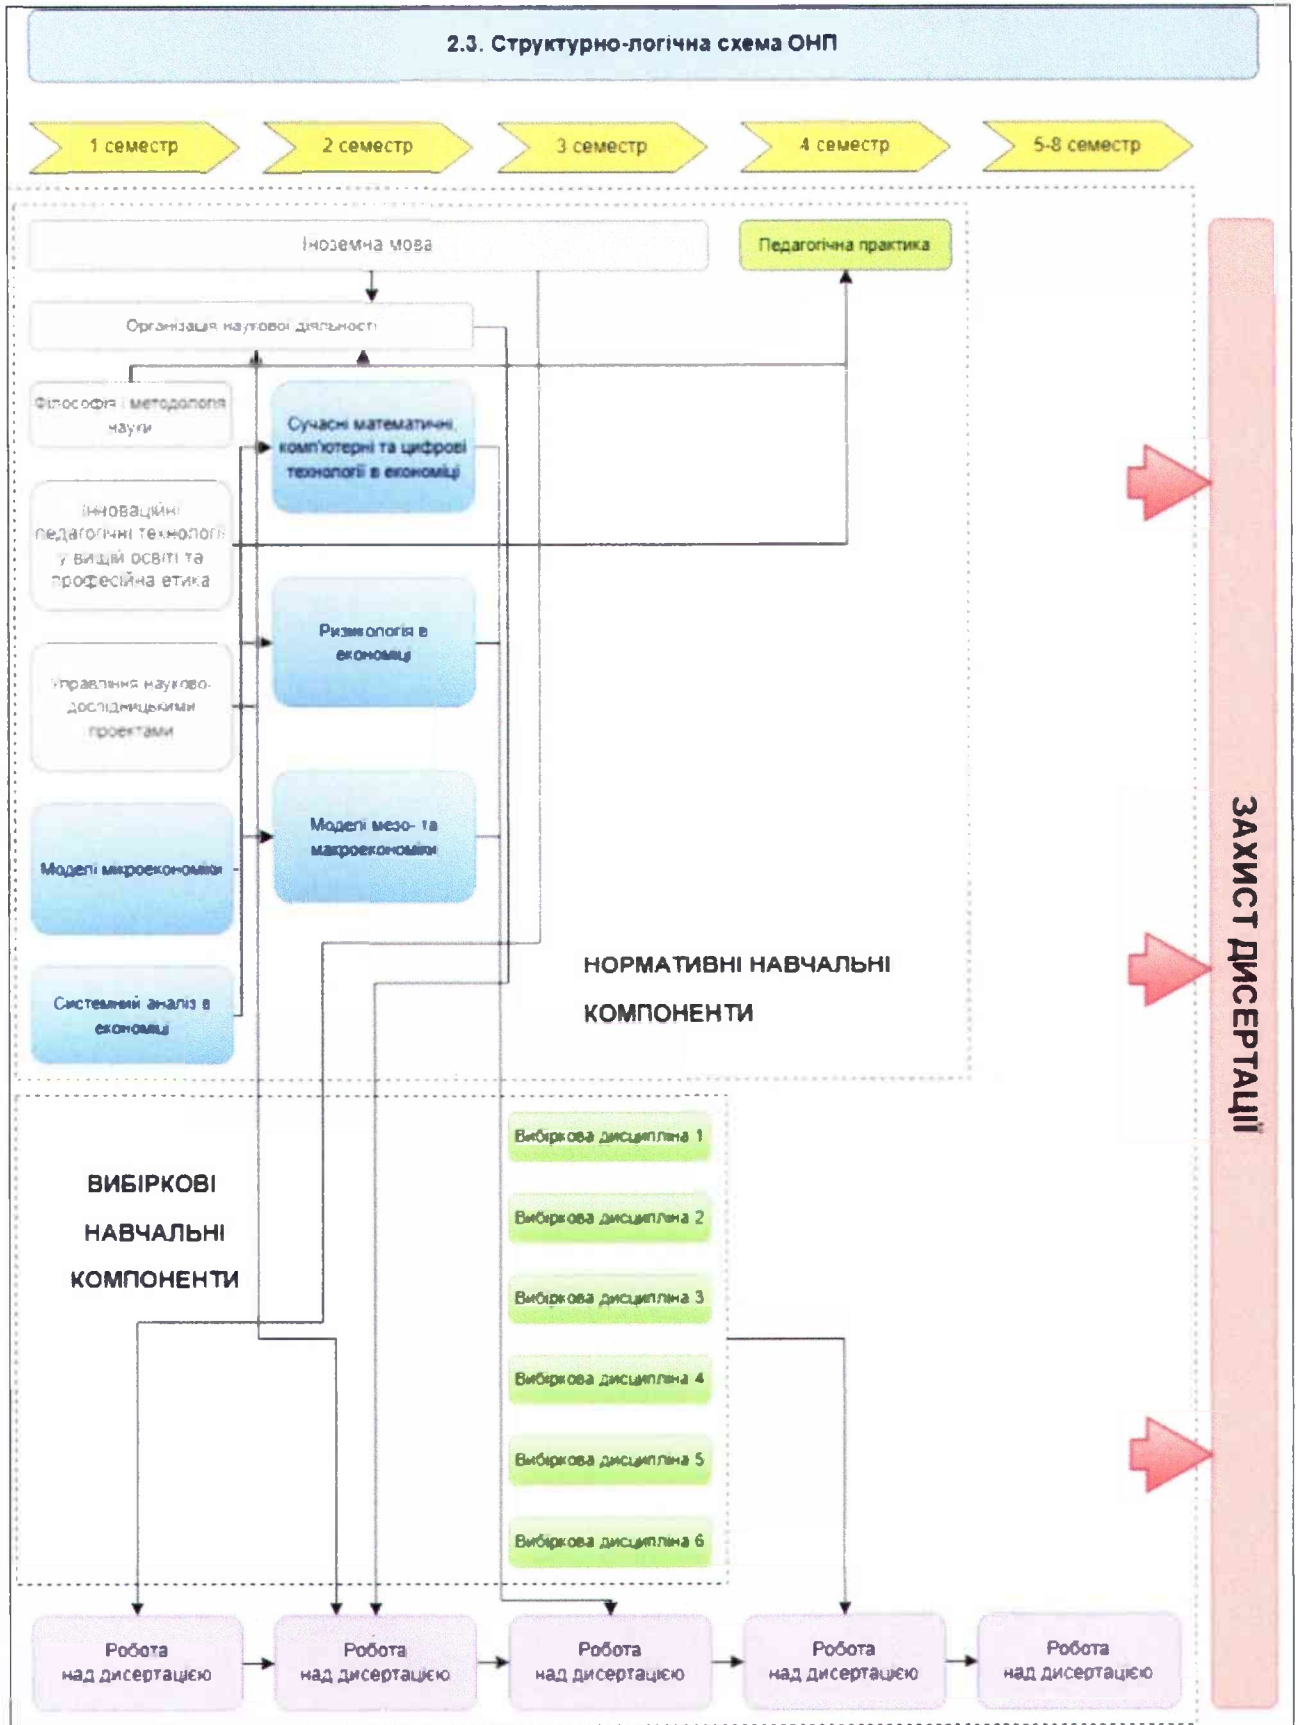 2.3. Структурно-логічна схема ОНП
1 семестр
2 семестр
3 семестр
4 семестр
5-8 семестр
Іноземна мова
Педагогічна практика
Організація наукової діяльності
Філософія і методологія
науки
Сучасні математичні,
комп'ютерні та цифрові
технології в економіці
Інноваційні
педагогічні технології
у вищій освіті та
професійна етика
Ризикологія в
економіці
Управління науково-
дослідницькими
проектами
Моделі мікроекономіки
Моделі мезо- та
макроекономіки
Системний аналіз в
економіці
НОРМАТИВНІ НАВЧАЛЬНІ
КОМПОНЕНТИ
ЗАХИСТ ДИСЕРТАЦІЇ
ВИБІРКОВІ
НАВЧАЛЬНІ
КОМПОНЕНТИ
Вибіркова дисципліна 1
Вибіркова дисципліна 2
Вибіркова дисципліна 3
Вибіркова дисципліна 4
Вибіркова дисципліна 5
Вибіркова дисципліна 6
Робота
над дисертацією
Робота
над дисертацією
Робота
над дисертацією
Робота
над дисертацією
Робота
над дисертацією